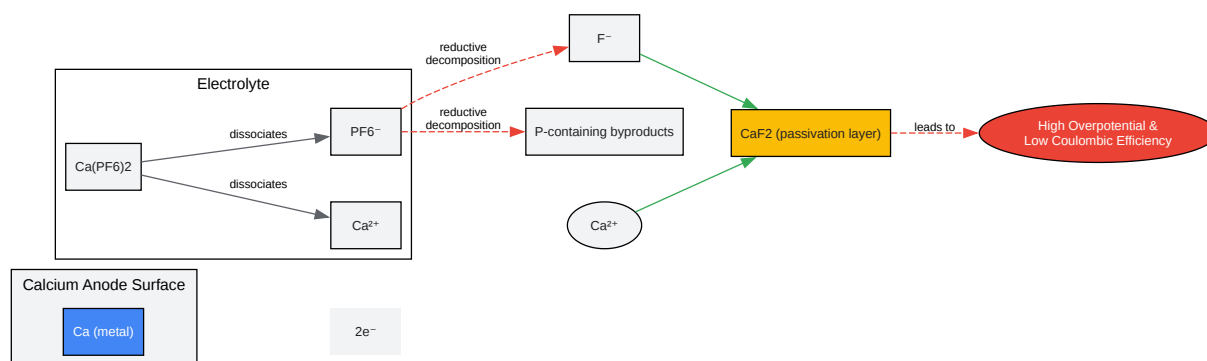 F⁻
reductive
decomposition
Electrolyte
PF6⁻
dissociates
reductive
decomposition
P-containing byproducts
CaF2 (passivation layer)
leads to
High Overpotential &
Low Coulombic Efficiency
Ca(PF6)2
dissociates
Ca²⁺
Ca²⁺
Calcium Anode Surface
Ca (metal)
2e⁻